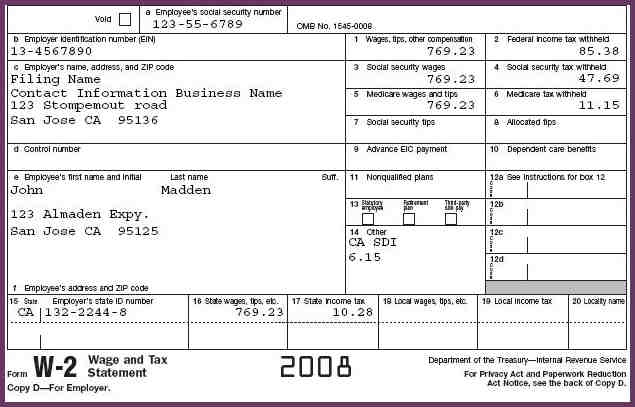 Void
a Employee's social security number
123-55-6789
OMB No. 1545-0008
b Employer identification number (EIN)
13-4567890
1 Wages, tips, other compensation
769.23
2 Federal income tax withheld
85.38
c Employer's name, address, and ZIP code
Filing Name
Contact Information Business Name
123 Stompemout road
San Jose CA 95136
3 Social security wages
769.23
4 Social security tax withheld
47.69
5 Medicare wages and tips
769.23
6 Medicare tax withheld
11.15
7 Social security tips
8 Allocated tips
d Control number
9 Advance EIC payment
10 Dependent care benefits
e Employee's first name and initial Last name Suff.
John Madden
123 Almaden Expy.
San Jose CA 95125
f Employee's address and ZIP code
11 Nonqualified plans
12a See instructions for box 12
Code
13 Statutory employee Retirement plan Third-party sick pay
12b
Code
14 Other
CA SDI
6.15
12c
Code
12d
Code
15 State Employer's state ID number
CA 132-2244-8
16 State wages, tips, etc.
769.23
17 State income tax
10.28
18 Local wages, tips, etc.
19 Local income tax
20 Locality name
Form W-2 Wage and Tax Statement
2008
Department of the Treasury—Internal Revenue Service
For Privacy Act and Paperwork Reduction
Act Notice, see the back of Copy D.
Copy D—For Employer.